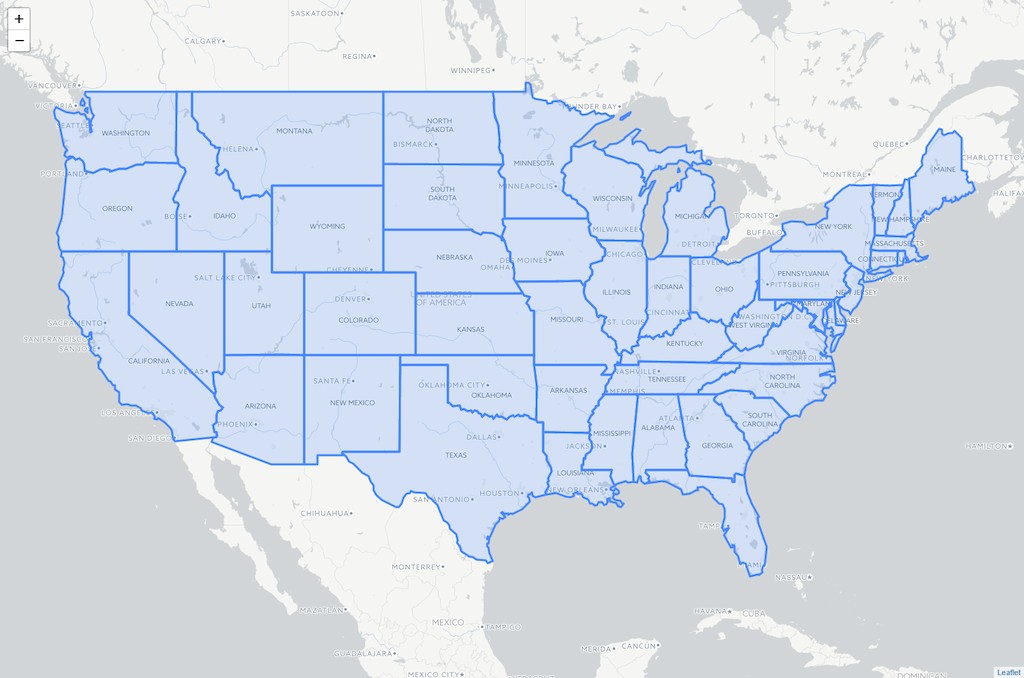 +
−
SASKATOON
CALGARY
REGINA
WINNIPEG
VANCOUVER
VICTORIA
SEATTLE
WASHINGTON
MONTANA
NORTH
DAKOTA
THUNDER BAY
HELENA
BISMARCK
MINNESOTA
QUEBEC
CHARLOTTETOWN
PORTLAND
MONTREAL
MAINE
SOUTH
DAKOTA
MINNEAPOLIS
WISCONSIN
VERMONT
HALIFAX
OREGON
BOISE
IDAHO
WYOMING
MICHIGAN
TORONTO
NEW HAMPSHIRE
MILWAUKEE
NEW YORK
BUFFALO
DETROIT
MASSACHUSETTS
NEBRASKA
IOWA
CHICAGO
CONNECTICUT
OMAHA
DES MOINES
CLEVELAND
CHEYENNE
SALT LAKE CITY
PENNSYLVANIA
PITTSBURGH
NEW YORK
NEVADA
UTAH
DENVER
UNITED STATES
OF AMERICA
ILLINOIS
INDIANA
OHIO
NEW JERSEY
COLORADO
MISSOURI
CINCINNATI
MARYLAND
WASHINGTON D.C.
DELAWARE
SACRAMENTO
KANSAS
ST. LOUIS
WEST VIRGINIA
SAN FRANCISCO
SAN JOSE
KENTUCKY
VIRGINIA
NORFOLK
CALIFORNIA
LAS VEGAS
NASHVILLE
TENNESSEE
NORTH
CAROLINA
SANTA FE
OKLAHOMA CITY
OKLAHOMA
ARKANSAS
MEMPHIS
LOS ANGELES
ARIZONA
NEW MEXICO
ATLANTA
SOUTH
CAROLINA
PHOENIX
MISSISSIPPI
ALABAMA
SAN DIEGO
DALLAS
JACKSON
GEORGIA
HAMILTON
TEXAS
LOUISIANA
SAN ANTONIO
HOUSTON
NEW ORLEANS
CHIHUAHUA
TAMP
MONTERREY
MIAMI
NASSAU
MAZATLÁN
HAVANA
CUBA
MEXICO
TAMPICO
GUADALAJARA
MÉRIDA
CANCÚN
MEXICO CITY
DOMINICAN
Leaflet